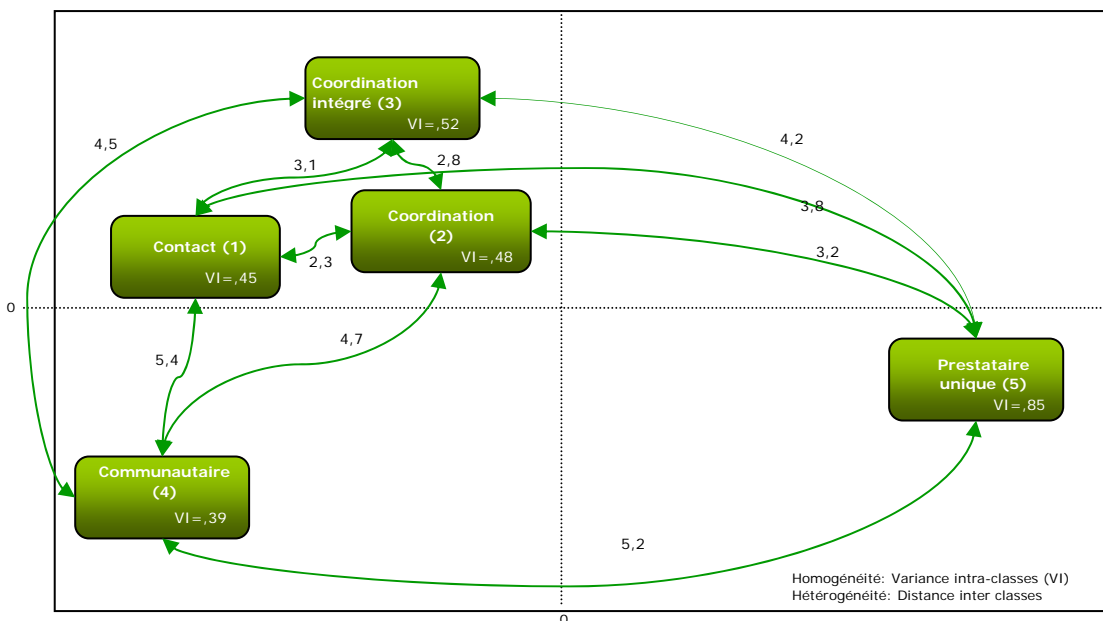 Coordination
intégré (3)
VI=,52
4,5
4,2
3,1
2,8
3,8
Contact (1)
VI=,45
Coordination
(2)
VI=,48
2,3
3,2
0
4,7
5,4
Prestataire
unique (5)
VI=,85
Communautaire
(4)
VI=,39
5,2
Homogénéité: Variance intra-classes (VI)
Hétérogénéité: Distance inter classes
0